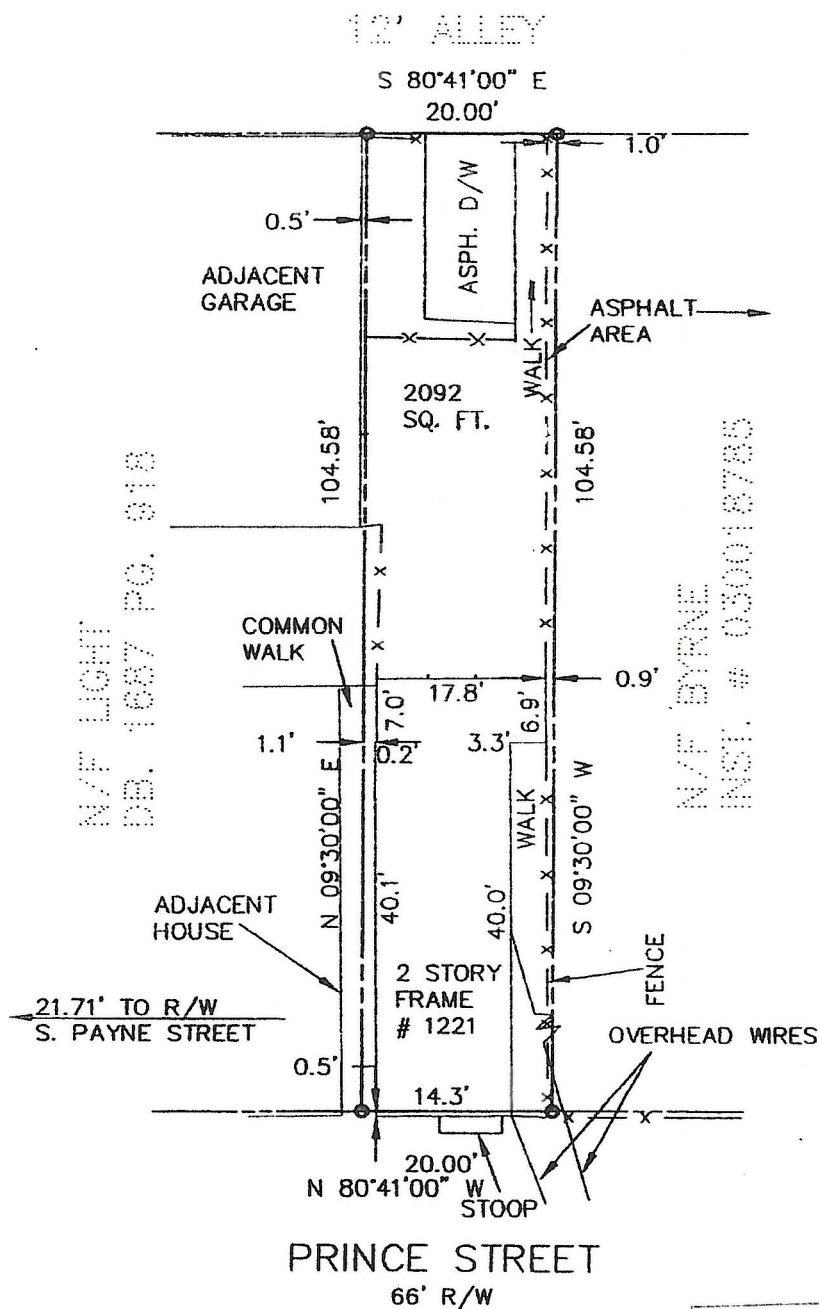 12' ALLEY
S 80°41'00" E
20.00'
1.0'
0.5'
ASPH. D/W
ADJACENT
GARAGE
ASPHALT
AREA
WALK
2092
SQ. FT.
104.58'
104.58'
N/F LIGHT
DB. 1687 PG. 918
N/F BYRNE
INST. # 030018785
COMMON
WALK
17.8'
0.9'
7.0'
6.9'
1.1'
0.2'
3.3'
N 09°30'00" E
WALK
S 09°30'00" W
40.1'
40.0'
ADJACENT
HOUSE
FENCE
2 STORY
FRAME
# 1221
21.71' TO R/W
S. PAYNE STREET
OVERHEAD WIRES
0.5'
14.3'
20.00'
N 80°41'00" W
STOOP
PRINCE STREET
66' R/W